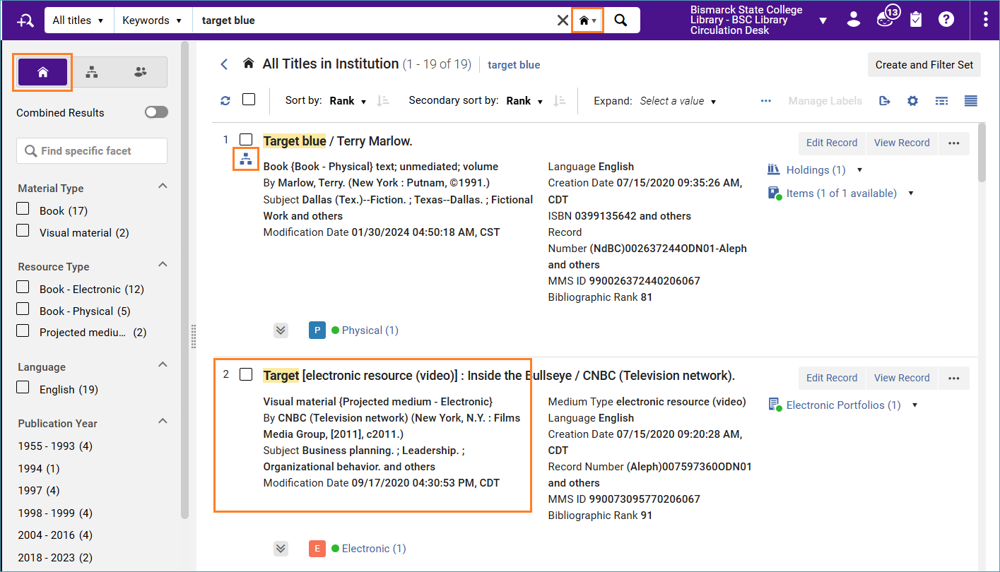 All titles
Keywords
target blue
Bismarck State College
Library - BSC Library
Circulation Desk
13
Combined Results
Find specific facet
Material Type
Book (17)
Visual material (2)
Resource Type
Book - Electronic (12)
Book - Physical (5)
Projected mediu... (2)
Language
English (19)
Publication Year
1955 - 1993 (4)
1994 (1)
1997 (4)
1998 - 1999 (4)
2004 - 2016 (4)
2018 - 2023 (2)
All Titles in Institution (1 - 19 of 19) target blue
Create and Filter Set
Sort by: Rank
Secondary sort by: Rank
Expand: Select a value
Manage Labels
1
Target blue / Terry Marlow.
Edit Record
View Record
Book {Book - Physical} text; unmediated; volume
By Marlow, Terry. (New York : Putnam, ©1991.)
Subject Dallas (Tex.)--Fiction. ; Texas--Dallas. ; Fictional
Work and others
Modification Date 01/30/2024 04:50:18 AM, CST
Language English
Creation Date 07/15/2020 09:35:26 AM,
CDT
ISBN 0399135642 and others
Record
Number (NdBC)002637244ODN01-Aleph
and others
MMS ID 990026372440206067
Bibliographic Rank 81
Holdings (1)
Items (1 of 1 available)
P Physical (1)
2
Target [electronic resource (video)] : Inside the Bullseye / CNBC (Television network).
Edit Record
View Record
Visual material {Projected medium - Electronic}
By CNBC (Television network) (New York, N.Y. : Films
Media Group, [2011], c2011.)
Subject Business planning. ; Leadership. ;
Organizational behavior. and others
Modification Date 09/17/2020 04:30:53 PM, CDT
Medium Type electronic resource (video)
Language English
Creation Date 07/15/2020 09:20:28 AM,
CDT
Record Number (Aleph)007597360ODN01
and others
MMS ID 990073095770206067
Bibliographic Rank 91
Electronic Portfolios (1)
E Electronic (1)